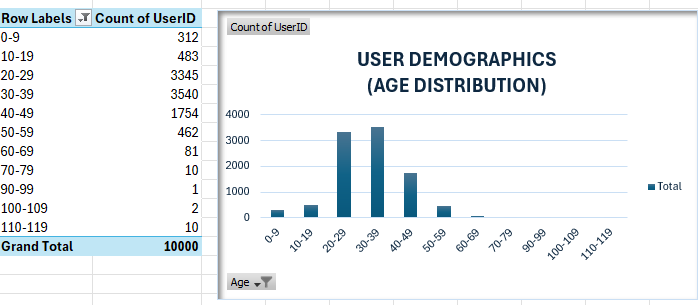 Row Labels Count of UserID
0-9 312
10-19 483
20-29 3345
30-39 3540
40-49 1754
50-59 462
60-69 81
70-79 10
90-99 1
100-109 2
110-119 10
Grand Total 10000
Count of UserID
USER DEMOGRAPHICS
(AGE DISTRIBUTION)
4000
3000
2000
1000
0
0-9 10-19 20-29 30-39 40-49 50-59 60-69 70-79 90-99 100-109 110-119
Total
Age